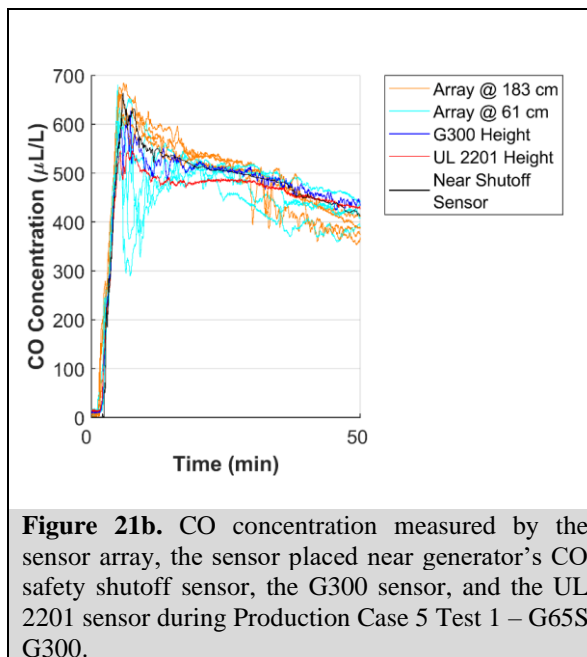 700
600
500
400
300
200
100
0
CO Concentration (μL/L)
0 50
Time (min)
Array @ 183 cm
Array @ 61 cm
G300 Height
UL 2201 Height
Near Shutoff
Sensor
Figure 21b. CO concentration measured by the
sensor array, the sensor placed near generator's CO
safety shutoff sensor, the G300 sensor, and the UL
2201 sensor during Production Case 5 Test 1 – G65S
G300.